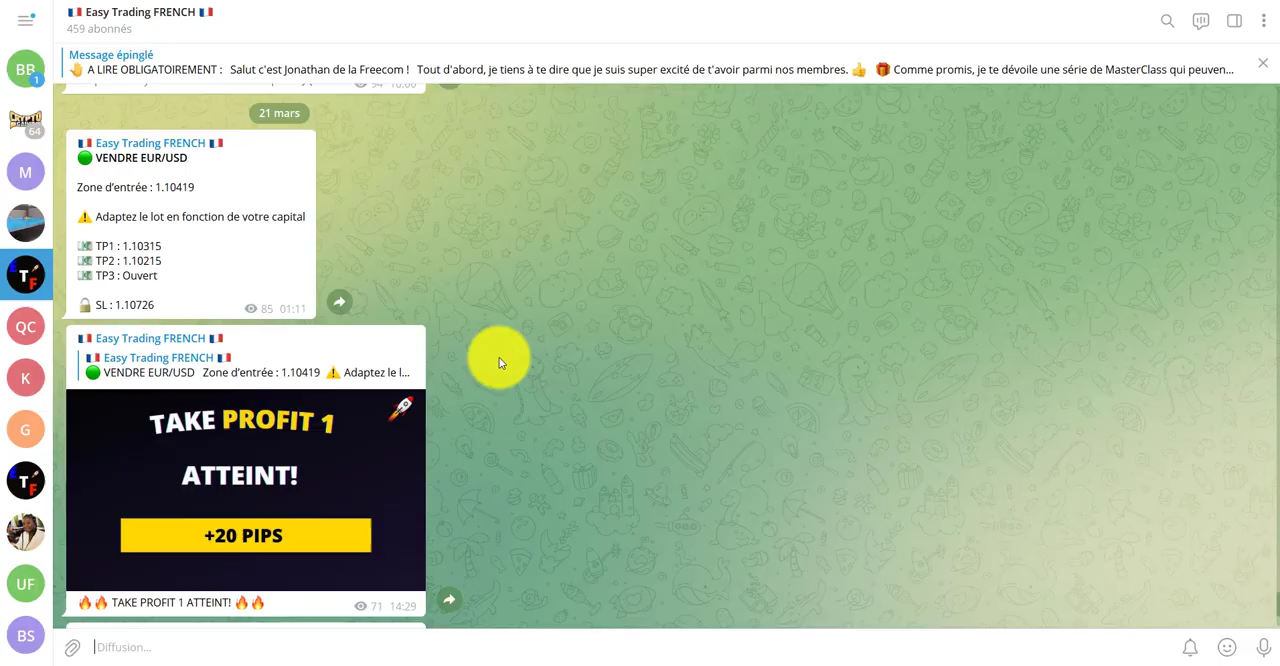 🇫🇷 Easy Trading FRENCH 🇫🇷
459 abonnés
Message épinglé
🤚 A LIRE OBLIGATOIREMENT : Salut c'est Jonathan de la Freecom ! Tout d'abord, je tiens à te dire que je suis super excité de t'avoir parmi nos membres. 👍 🎁 Comme promis, je te dévoile une série de MasterClass qui peuven...
BB
1
64
M
TF
QC
K
G
TF
UF
BS
21 mars
🇫🇷 Easy Trading FRENCH 🇫🇷
🟢 VENDRE EUR/USD
Zone d'entrée : 1.10419
⚠️ Adaptez le lot en fonction de votre capital
💵 TP1 : 1.10315
💵 TP2 : 1.10215
💵 TP3 : Ouvert
🔒 SL : 1.10726
85 01:11
🇫🇷 Easy Trading FRENCH 🇫🇷
🇫🇷 Easy Trading FRENCH 🇫🇷
🟢 VENDRE EUR/USD Zone d'entrée : 1.10419 ⚠️ Adaptez le l...
TAKE PROFIT 1
ATTEINT!
+20 PIPS
🔥🔥 TAKE PROFIT 1 ATTEINT! 🔥🔥
71 14:29
Diffusion...